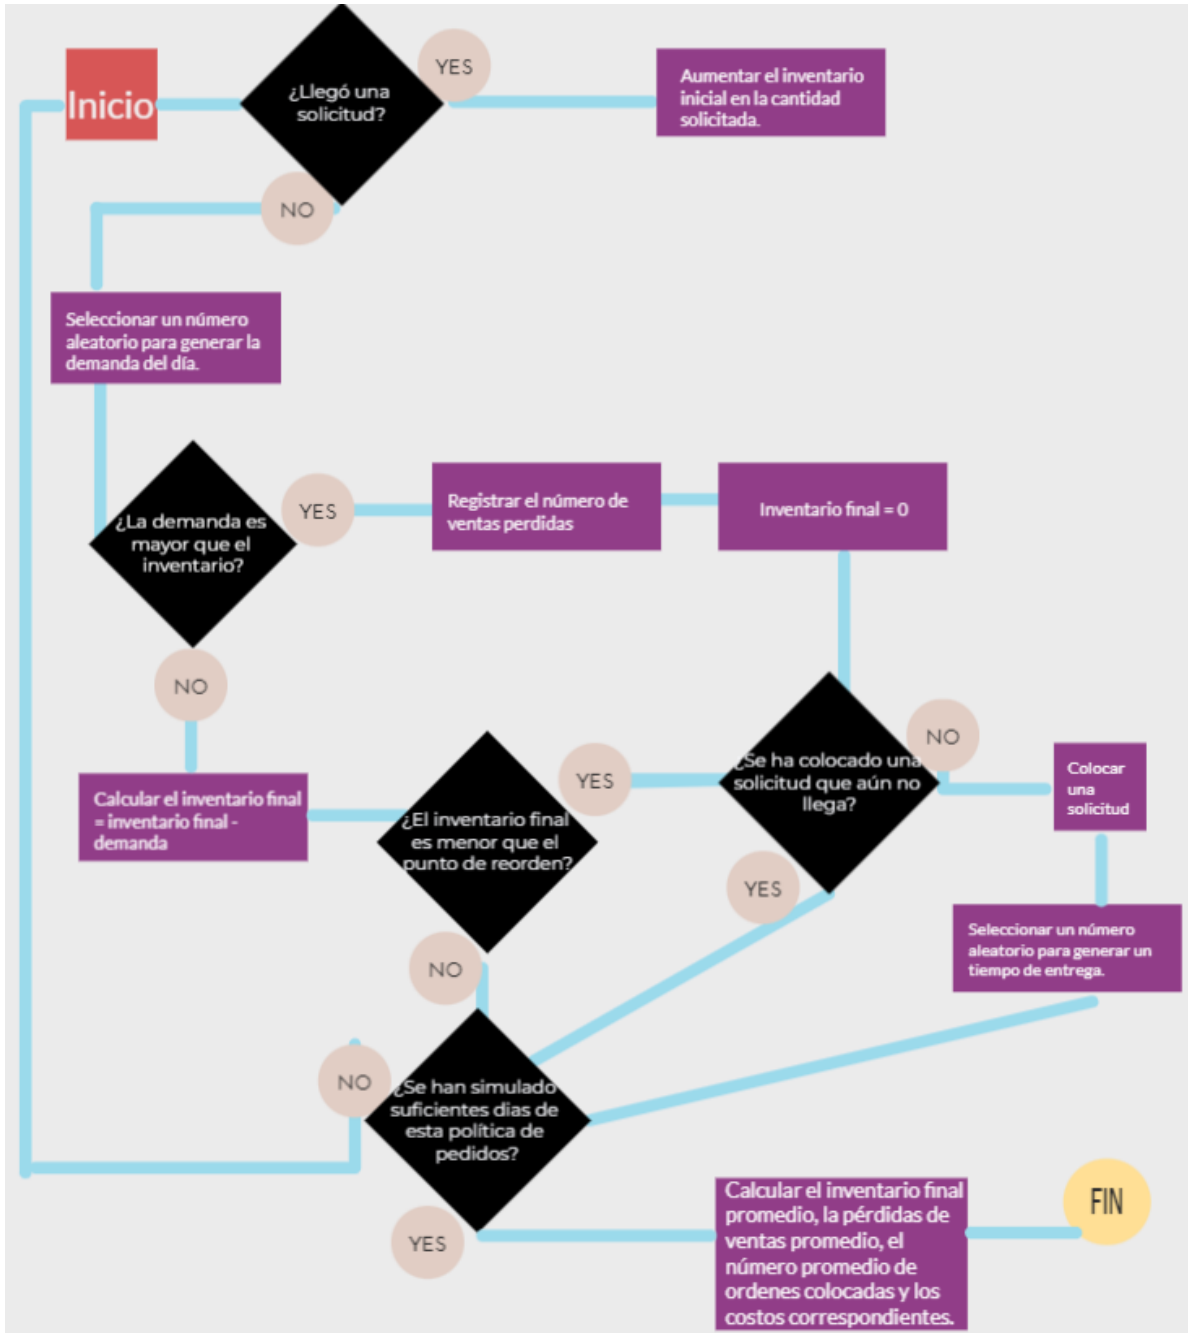 Inicio
¿Llegó una
solicitud?
YES
Aumentar el inventario
inicial en la cantidad
solicitada.
NO
Seleccionar un número
aleatorio para generar la
demanda del día.
¿La demanda es
mayor que el
inventario?
YES
Registrar el número de
ventas perdidas
Inventario final = 0
NO
Calcular el inventario final
= inventario final -
demanda
¿El inventario final
es menor que el
punto de reorden?
YES
¿Se ha colocado una
solicitud que aún no
llega?
NO
Colocar
una
solicitud
YES
Seleccionar un número
aleatorio para generar un
tiempo de entrega.
NO
NO
¿Se han simulado
suficientes dias de
esta política de
pedidos?
YES
Calcular el inventario final
promedio, la pérdidas de
ventas promedio, el
número promedio de
ordenes colocadas y los
costos correspondientes.
FIN